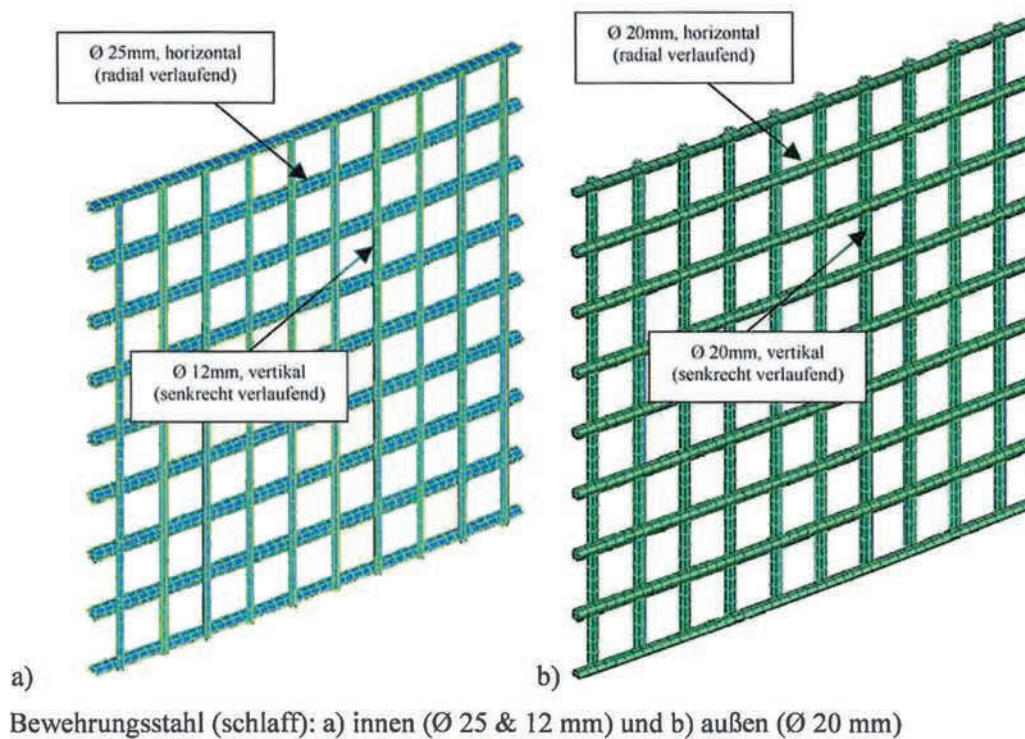 Ø 25mm, horizontal
(radial verlaufend)
Ø 12mm, vertikal
(senkrecht verlaufend)
a)
Ø 20mm, horizontal
(radial verlaufend)
Ø 20mm, vertikal
(senkrecht verlaufend)
b)
Bewehrungsstahl (schlaff): a) innen (Ø 25 & 12 mm) und b) außen (Ø 20 mm)